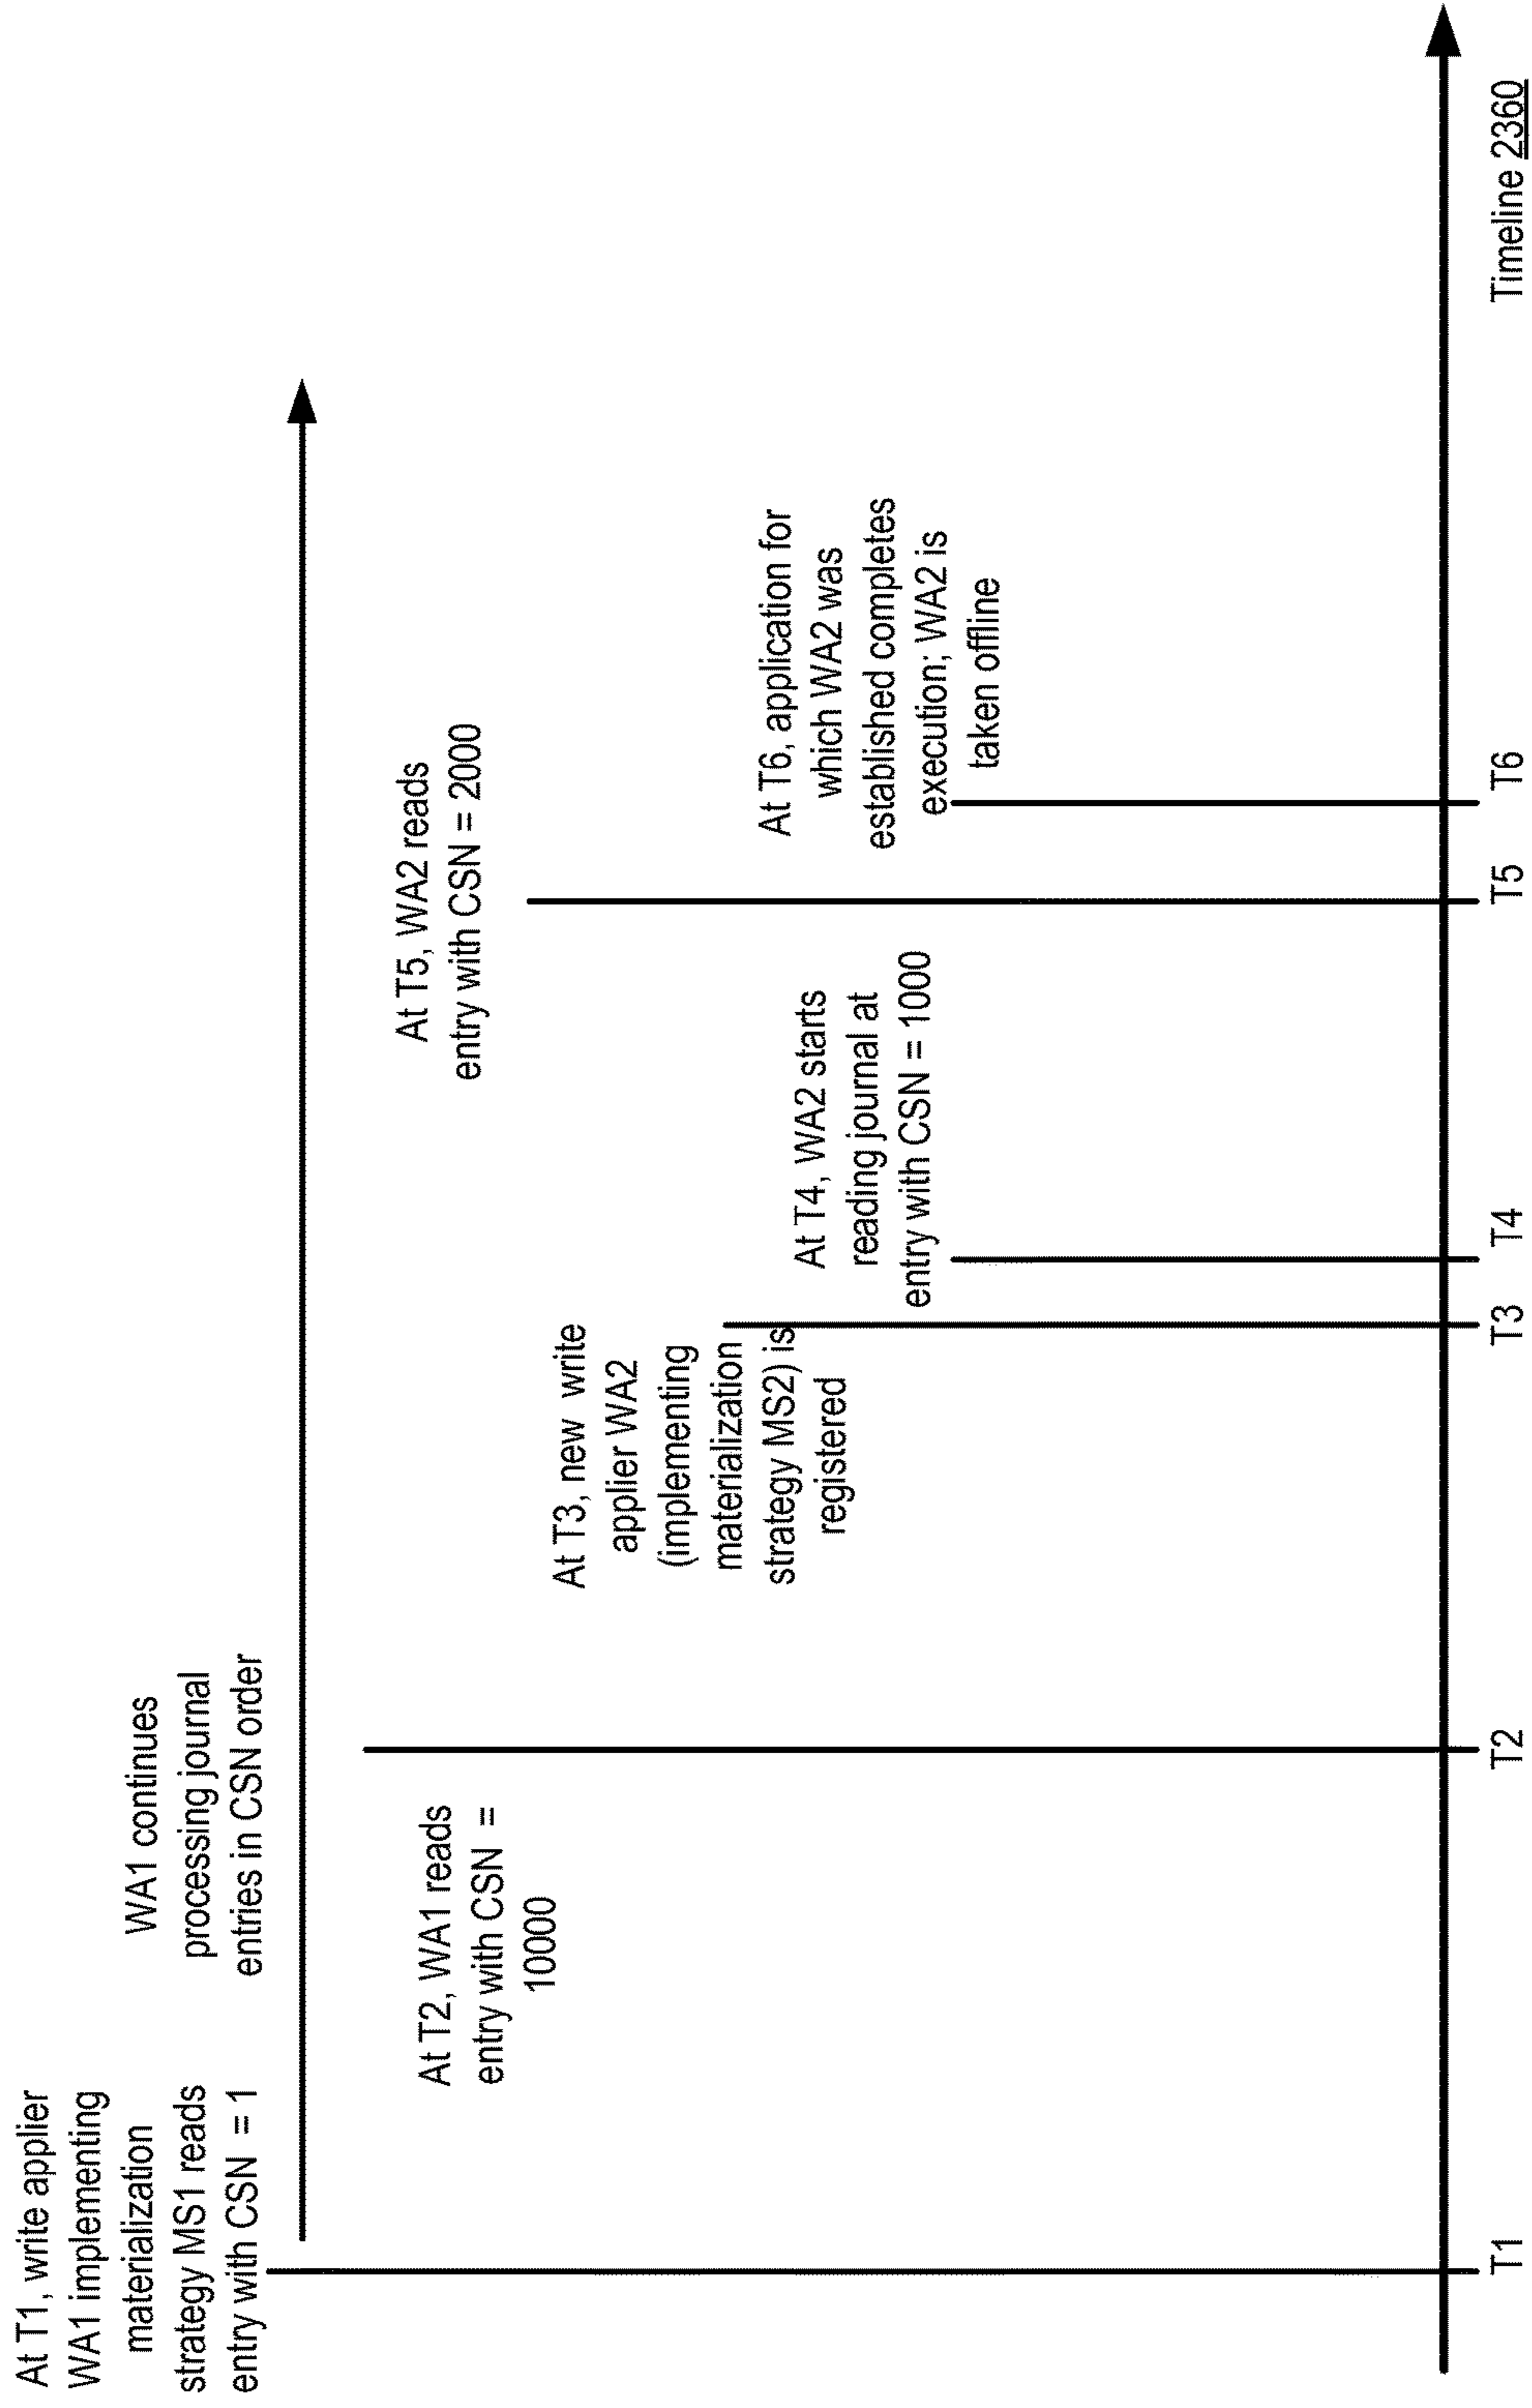 At T1, write applier
WA1 implementing
materialization
strategy MS1 reads
entry with CSN = 1
WA1 continues
processing journal
entries in CSN order
At T2, WA1 reads
entry with CSN =
10000
At T3, new write
applier WA2
(implementing
materialization
strategy MS2) is
registered
At T4, WA2 starts
reading journal at
entry with CSN = 1000
At T5, WA2 reads
entry with CSN = 2000
At T6, application for
which WA2 was
established completes
execution; WA2 is
taken offline
T1
T2
T3
T4
T5
T6
Timeline 2360